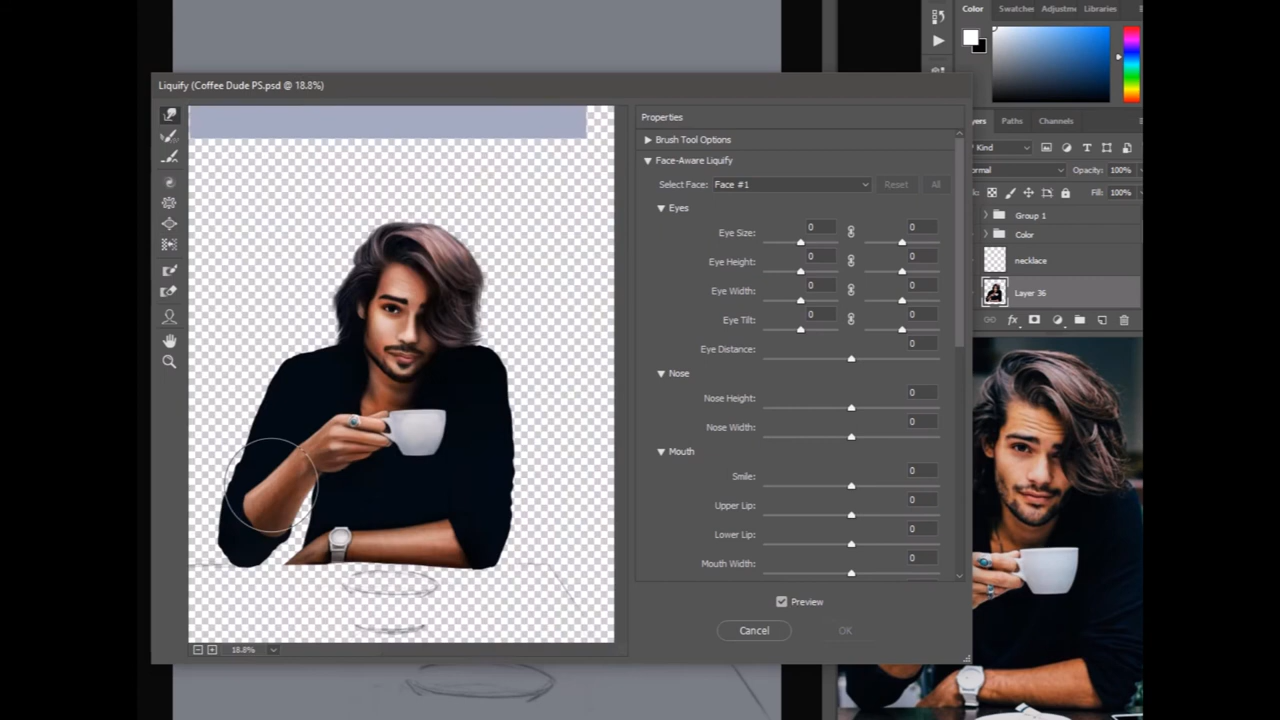 Color Swatches Adjustme Libraries
Liquify (Coffee Dude PS.psd @ 18.8%)
Properties
Brush Tool Options
Face-Aware Liquify
Select Face: Face #1 Reset All
Eyes
Eye Size: 0 0
Eye Height: 0 0
Eye Width: 0 0
Eye Tilt: 0 0
Eye Distance: 0
Nose
Nose Height: 0
Nose Width: 0
Mouth
Smile: 0
Upper Lip: 0
Lower Lip: 0
Mouth Width: 0
Preview
Cancel OK
18.8%
yers Paths Channels
Kind
rmal Opacity: 100%
Fill: 100%
Group 1
Color
necklace
Layer 36
fx